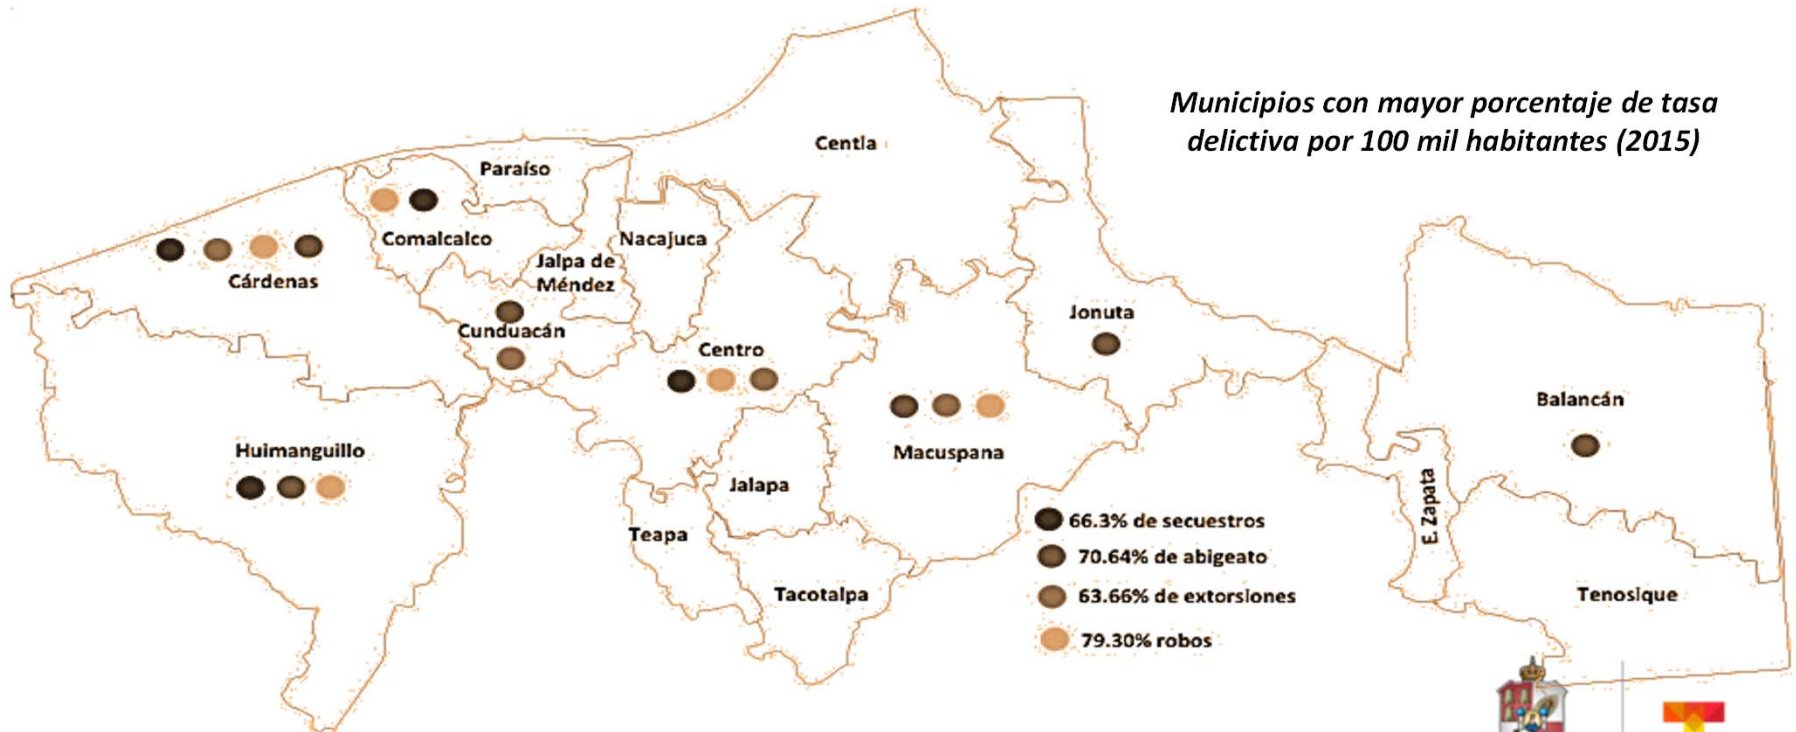 Municipios con mayor porcentaje de tasa
delictiva por 100 mil habitantes (2015)
Centla
Paraíso
Comalcalco
Nacajuca
Jalpa de
Méndez
Cárdenas
Cunduacán
Jonuta
Centro
Balancán
Huimanguillo
Macuspana
Jalapa
E. Zapata
Teapa
Tacotalpa
Tenosique
66.3% de secuestros
70.64% de abigeato
63.66% de extorsiones
79.30% robos